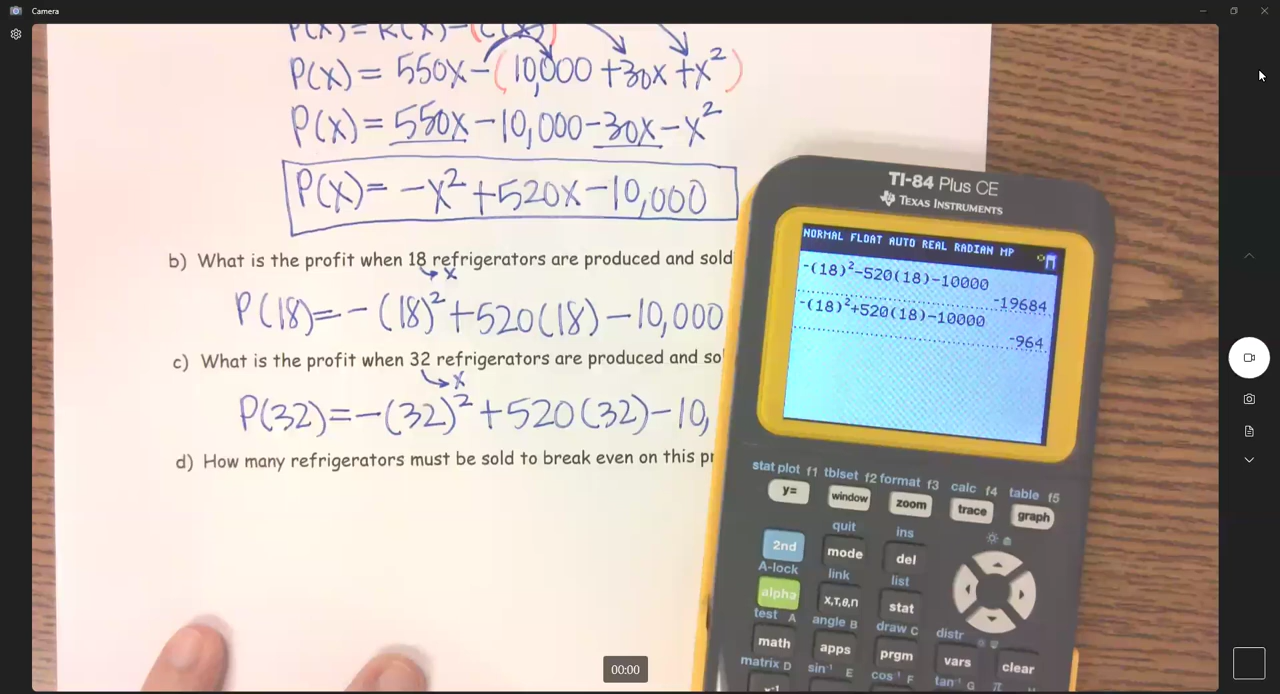 Camera
P(x) = R(x) - (C(x))
P(x) = 550x - (10,000 + 30x + x²)
P(x) = 550x - 10,000 - 30x - x²
P(x) = -x² + 520x - 10,000
b) What is the profit when 18 refrigerators are produced and sold
x
P(18) = -(18)² + 520(18) - 10,000
c) What is the profit when 32 refrigerators are produced and so
x
P(32) = -(32)² + 520(32) - 10,
d) How many refrigerators must be sold to break even on this pr
TI-84 Plus CE
TEXAS INSTRUMENTS
NORMAL FLOAT AUTO REAL RADIAN MP
-(18)²-520(18)-10000
-19684
-(18)²+520(18)-10000
-964
stat plot f1 tblset f2 format f3 calc f4 table f5
y= window zoom trace graph
quit ins
2nd mode del
A-lock link list
alpha X,T,θ,n stat
test A angle B draw C distr
math apps prgm vars clear
matrix D sin⁻¹ E cos⁻¹ F tan⁻¹ G π H
x⁻¹
00:00